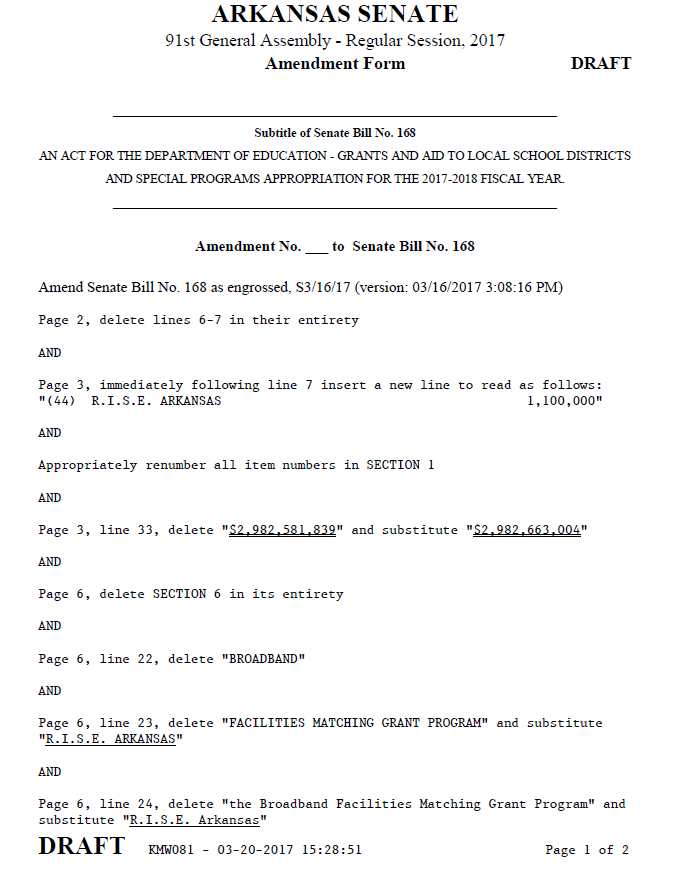 ARKANSAS SENATE
91st General Assembly - Regular Session, 2017
Amendment Form DRAFT
Subtitle of Senate Bill No. 168
AN ACT FOR THE DEPARTMENT OF EDUCATION - GRANTS AND AID TO LOCAL SCHOOL DISTRICTS
AND SPECIAL PROGRAMS APPROPRIATION FOR THE 2017-2018 FISCAL YEAR.
Amendment No. ___ to Senate Bill No. 168
Amend Senate Bill No. 168 as engrossed, S3/16/17 (version: 03/16/2017 3:08:16 PM)
Page 2, delete lines 6-7 in their entirety
AND
Page 3, immediately following line 7 insert a new line to read as follows:
"(44) R.I.S.E. ARKANSAS 1,100,000"
AND
Appropriately renumber all item numbers in SECTION 1
AND
Page 3, line 33, delete "$2,982,581,839" and substitute "$2,982,663,004"
AND
Page 6, delete SECTION 6 in its entirety
AND
Page 6, line 22, delete "BROADBAND"
AND
Page 6, line 23, delete "FACILITIES MATCHING GRANT PROGRAM" and substitute
"R.I.S.E. ARKANSAS"
AND
Page 6, line 24, delete "the Broadband Facilities Matching Grant Program" and
substitute "R.I.S.E. Arkansas"
DRAFT KMW081 - 03-20-2017 15:28:51 Page 1 of 2